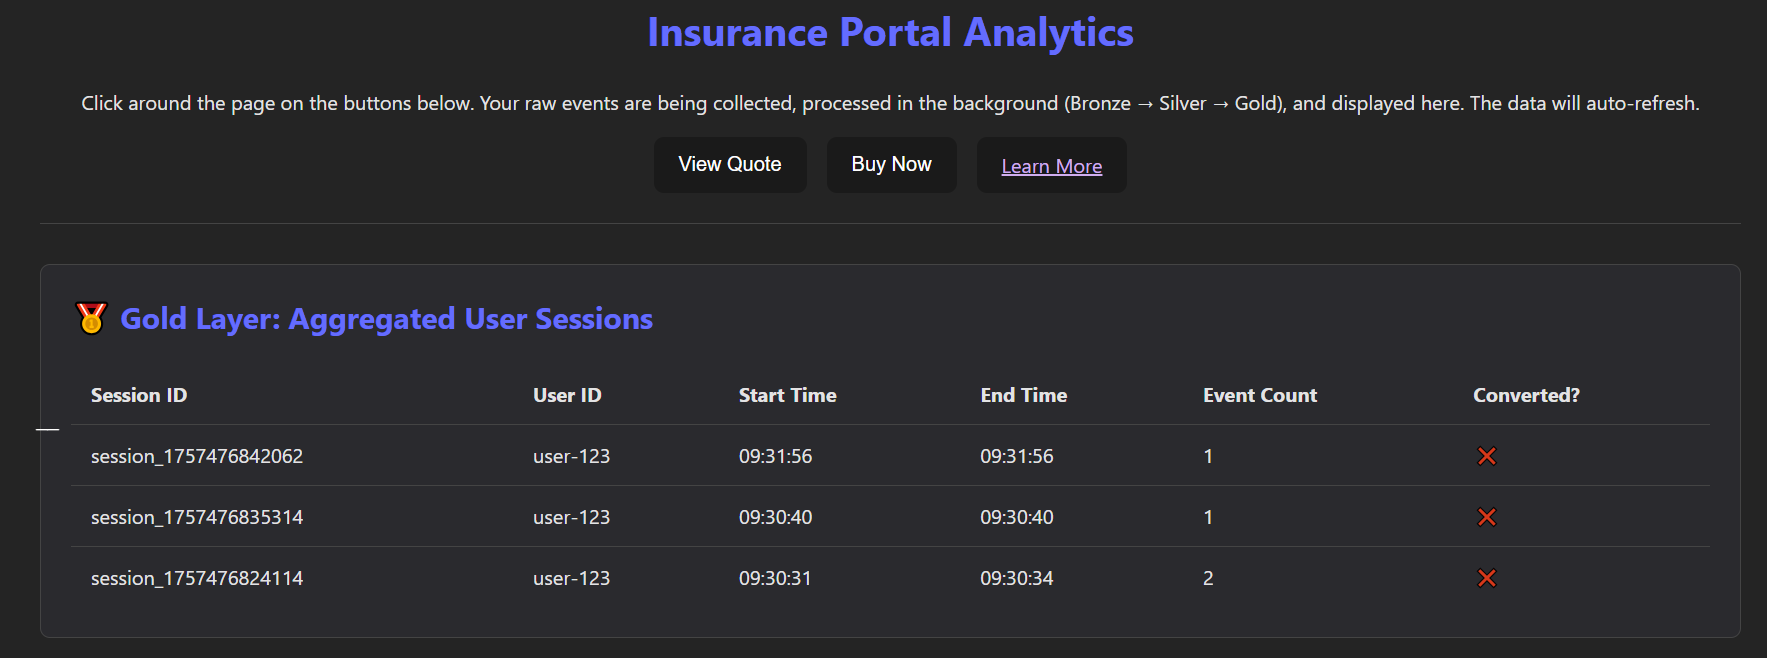 Insurance Portal Analytics
Click around the page on the buttons below. Your raw events are being collected, processed in the background (Bronze → Silver → Gold), and displayed here. The data will auto-refresh.
View Quote Buy Now Learn More
🏅 Gold Layer: Aggregated User Sessions
Session ID User ID Start Time End Time Event Count Converted?
session_1757476842062 user-123 09:31:56 09:31:56 1 ❌
session_1757476835314 user-123 09:30:40 09:30:40 1 ❌
session_1757476824114 user-123 09:30:31 09:30:34 2 ❌